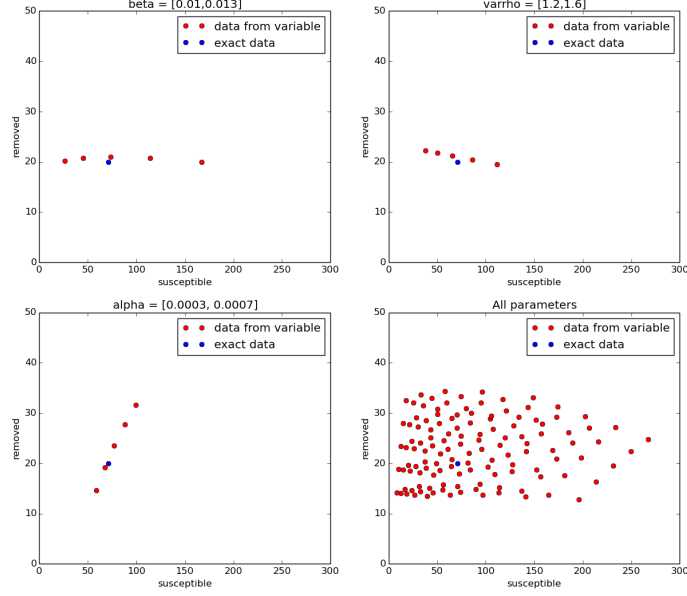 beta = [0.01,0.013]
50
40
30
20
10
0
removed
data from variable
exact data
0 50 100 150 200 250 300
susceptible
varrho = [1.2,1.6]
50
40
30
20
10
0
removed
data from variable
exact data
0 50 100 150 200 250 300
susceptible
alpha = [0.0003, 0.0007]
50
40
30
20
10
0
removed
data from variable
exact data
0 50 100 150 200 250 300
susceptible
All parameters
50
40
30
20
10
0
removed
data from variable
exact data
0 50 100 150 200 250 300
susceptible